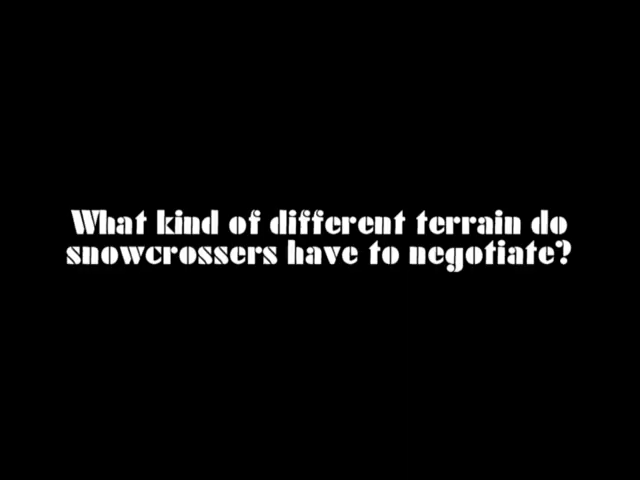 What kind of different terrain do
snowcrossers have to negotiate?